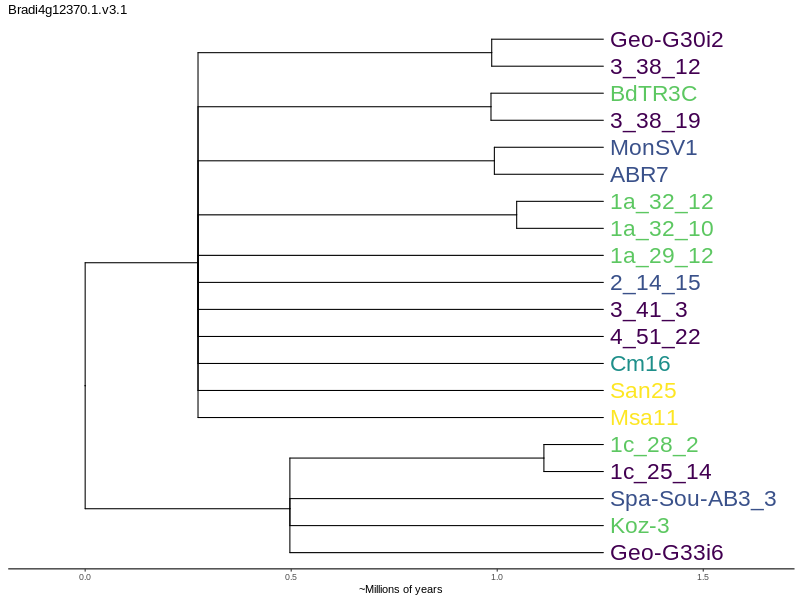 Bradi4g12370.1.v3.1
Geo-G30i2
3_38_12
BdTR3C
3_38_19
MonSV1
ABR7
1a_32_12
1a_32_10
1a_29_12
2_14_15
3_41_3
4_51_22
Cm16
San25
Msa11
1c_28_2
1c_25_14
Spa-Sou-AB3_3
Koz-3
Geo-G33i6
0.0 0.5 1.0 1.5
~Millions of years